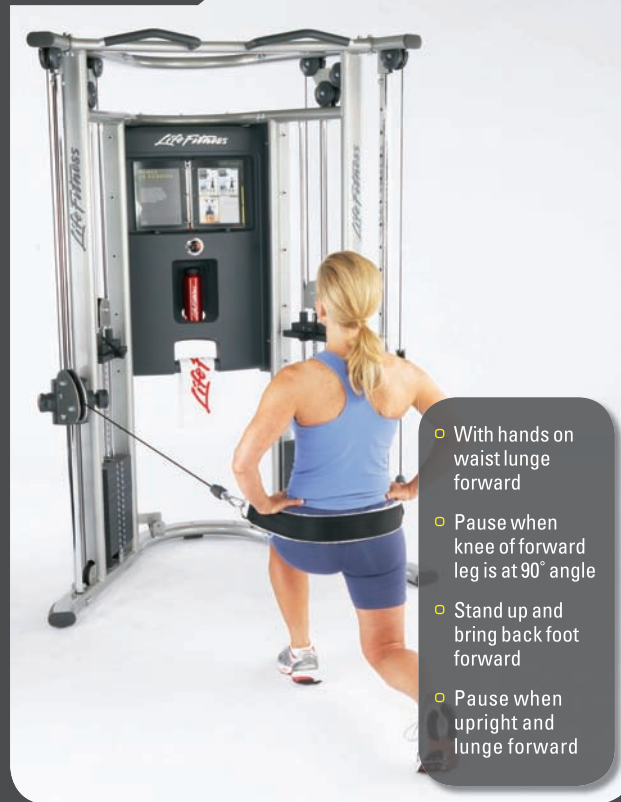 Life Fitness
Life Fitness
Life Fitness
Life
With hands on
waist lunge
forward
Pause when
knee of forward
leg is at 90° angle
Stand up and
bring back foot
forward
Pause when
upright and
lunge forward